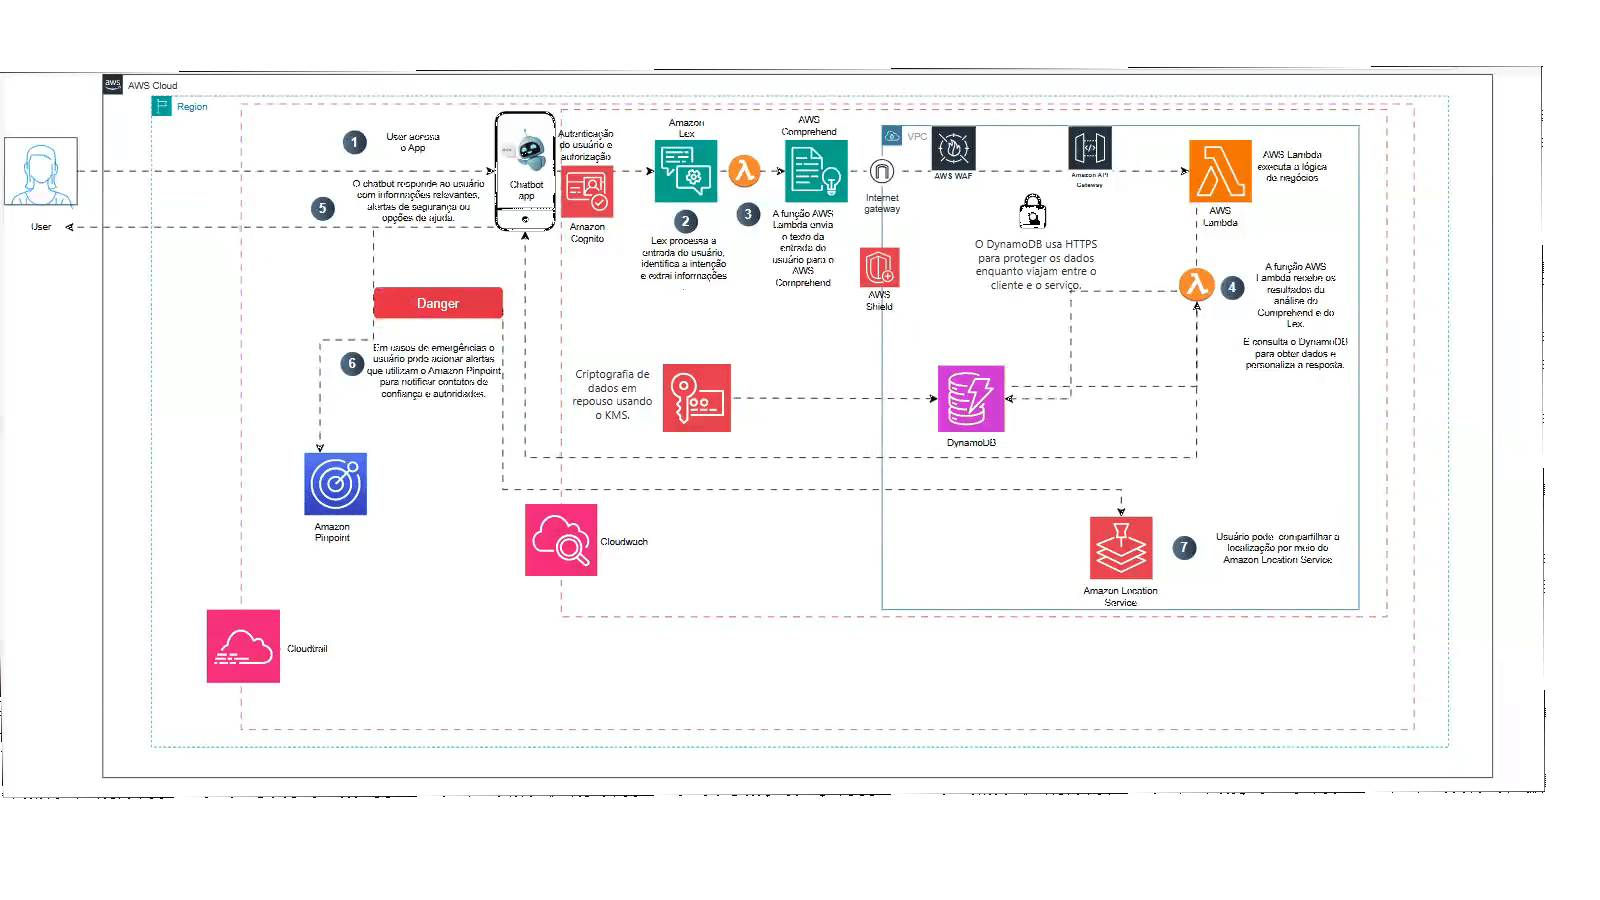 aws
AWS Cloud
Region
User
1
User acessa
o App
5
O chatbot responde ao usuário
com informações relevantes,
alertas de segurança ou
opções de ajuda.
Chatbot
app
Autenticação
do usuário e
autorização
Amazon
Cognito
Amazon
Lex
2
Lex processa a
entrada do usuário,
identifica a intenção
e extrai informações
.
3
AWS
Comprehend
A função AWS
Lambda envia
o texto da
entrada do
usuário para o
AWS
Comprehend
VPC
Internet
gateway
AWS
Shield
AWS WAF
Amazon API
Gateway
O DynamoDB usa HTTPS
para proteger os dados
enquanto viajam entre o
cliente e o serviço.
AWS Lambda
executa a lógica
de negócios
AWS
Lambda
4
A função AWS
Lambda recebe os
resultados da
análise do
Comprehend e do
Lex.
E consulta o DynamoDB
para obter dados e
personaliza a resposta.
Danger
6
Em casos de emergências o
usuário pode acionar alertas
que utilizam o Amazon Pinpoint
para notificar contatos de
confiança e autoridades.
Amazon
Pinpoint
Criptografia de
dados em
repouso usando
o KMS.
DynamoDB
Cloudwach
Amazon Location
Service
7
Usuário pode compartilhar a
localização por meio do
Amazon Location Service
Cloudtrail